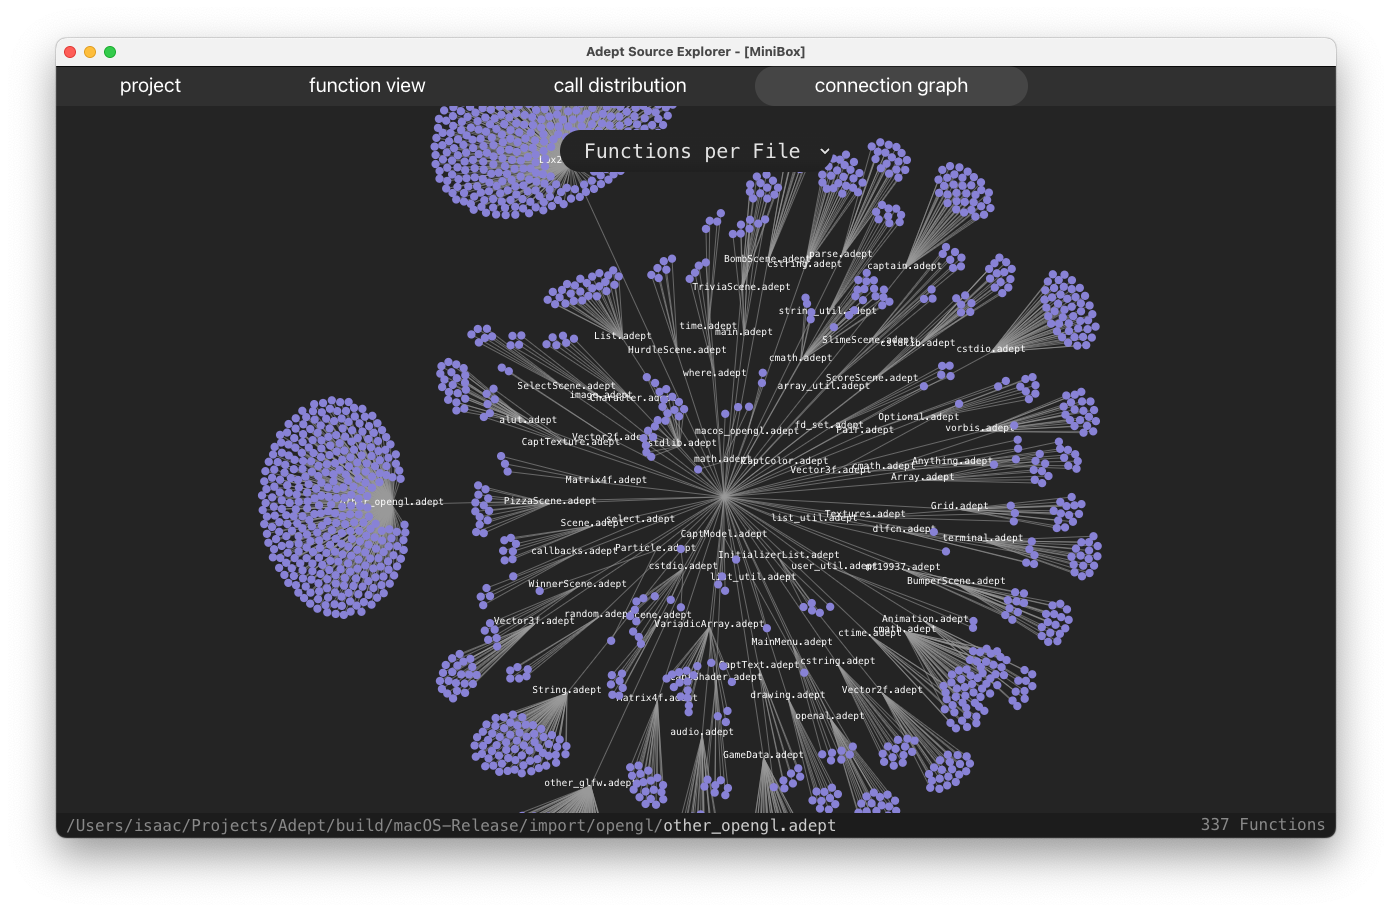 Adept Source Explorer - [MiniBox]
project
function view
call distribution
connection graph
Functions per File
BombScene.adept
cstring.adept
parse.adept
captain.adept
TriviaScene.adept
string_util.adept
time.adept
main.adept
List.adept
HurdleScene.adept
SlimeScene.adept
cstdlib.adept
cstdio.adept
cmath.adept
where.adept
ScoreScene.adept
array_util.adept
SelectScene.adept
image.adept
Character.adept
alut.adept
Optional.adept
fd_set.adept
Pair.adept
vorbis.adept
macos_opengl.adept
Vector2f.adept
CaptTexture.adept
stdlib.adept
math.adept
CaptColor.adept
Vector3f.adept
cmath.adept
Anything.adept
Array.adept
Matrix4f.adept
other_opengl.adept
PizzaScene.adept
Grid.adept
Textures.adept
list_util.adept
select.adept
Scene.adept
dlfcn.adept
terminal.adept
CaptModel.adept
callbacks.adept
Particle.adept
InitializerList.adept
cstdio.adept
user_util.adept
mt19937.adept
list_util.adept
BumperScene.adept
WinnerScene.adept
random.adept
Vector3f.adept
VariadicArray.adept
Animation.adept
cmath.adept
ctime.adept
MainMenu.adept
cstring.adept
CaptText.adept
CaptShader.adept
String.adept
Matrix4f.adept
drawing.adept
Vector2f.adept
openal.adept
audio.adept
GameData.adept
other_glfw.adept
/Users/isaac/Projects/Adept/build/macOS-Release/import/opengl/other_opengl.adept
337 Functions